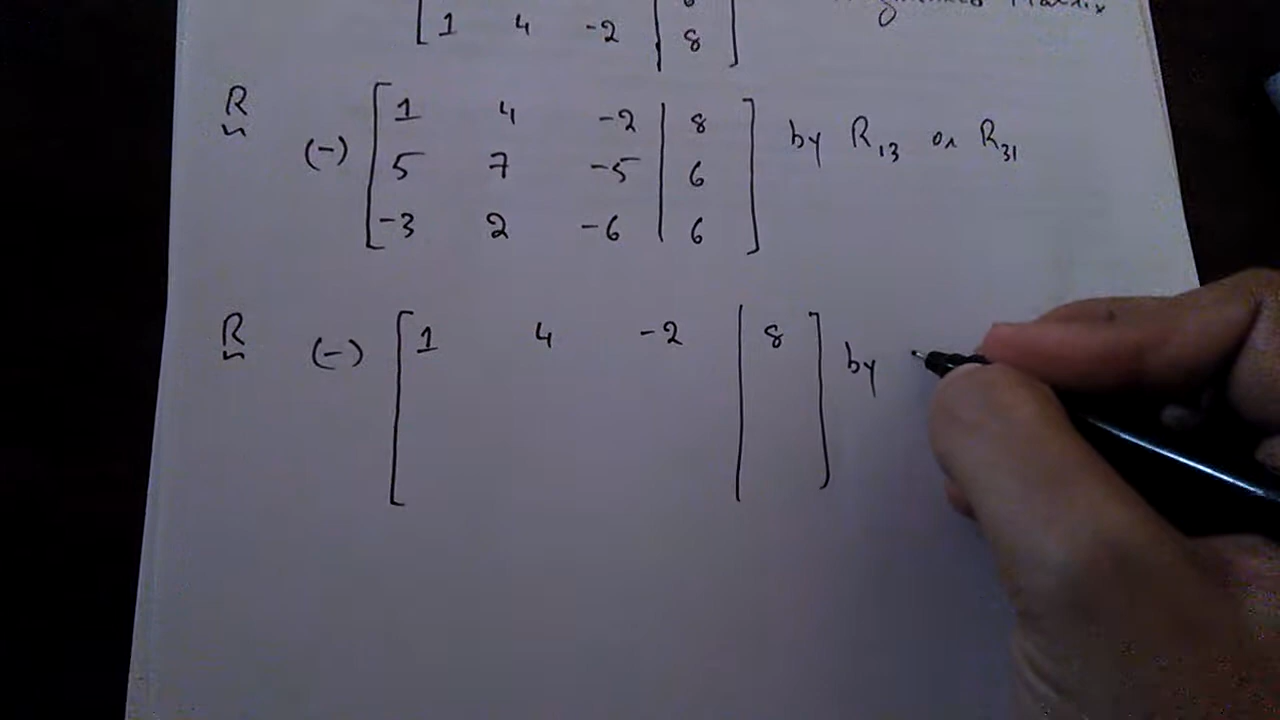 Matrix
[ 1 4 -2 | 8 ]
R (-) [ 1 4 -2 | 8 ] by R13 or R31
5 7 -5 | 6
-3 2 -6 | 6
R (-) [ 1 4 -2 | 8 ] by